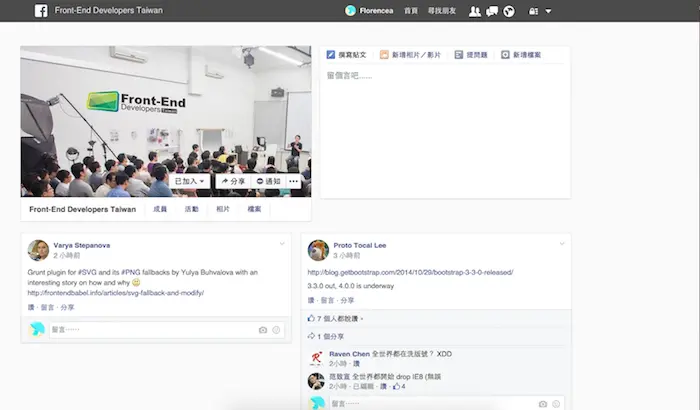 Front-End Developers Taiwan
Florencea 首頁 尋找朋友
Front-End
Developers Taiwan
已加入 分享 通知
Front-End Developers Taiwan 成員 活動 相片 檔案
撰寫貼文 新增相片／影片 提問題 新增檔案
留個言吧......
Varya Stepanova
2 小時前
Grunt plugin for #SVG and its #PNG fallbacks by Yulya Buhvalova with an
interesting story on how and why
http://frontendbabel.info/articles/svg-fallback-and-modify/
讚 · 留言 · 分享
留言......
Proto Tocal Lee
3 小時前
http://blog.getbootstrap.com/2014/10/29/bootstrap-3-3-0-released/
3.3.0 out, 4.0.0 is underway
讚 · 留言 · 分享
7 個人都說讚。
1 個分享
Raven Chen 全世界都在洗版號？ XDD
2小時 · 讚
范致宣 全世界都開始 drop IE8 (無誤
2小時 · 已編輯 · 讚 · 4
留言......